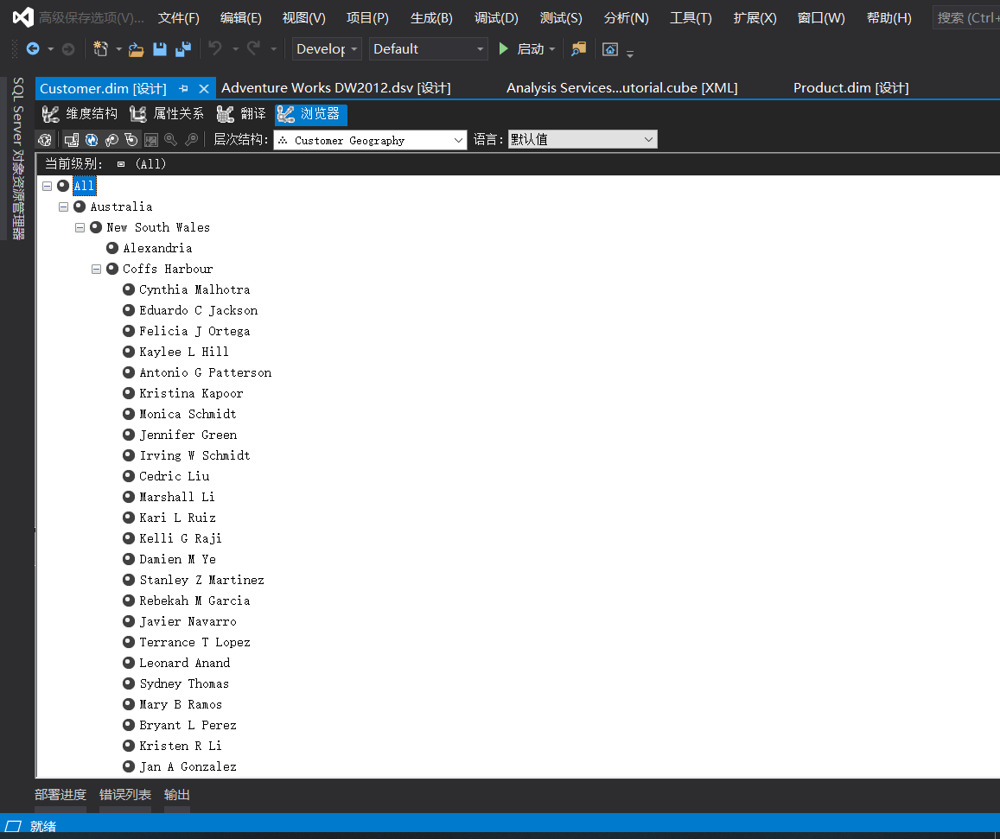 高级保存选项(V)... 文件(F) 编辑(E) 视图(V) 项目(P) 生成(B) 调试(D) 测试(S) 分析(N) 工具(T) 扩展(X) 窗口(W) 帮助(H) 搜索 (Ctrl+
Develop Default 启动
SQL Server 对象资源管理器
Customer.dim [设计] Adventure Works DW2012.dsv [设计] Analysis Services...utorial.cube [XML] Product.dim [设计]
维度结构 属性关系 翻译 浏览器
层次结构: Customer Geography 语言: 默认值
当前级别: (All)
All
Australia
New South Wales
Alexandria
Coffs Harbour
Cynthia Malhotra
Eduardo C Jackson
Felicia J Ortega
Kaylee L Hill
Antonio G Patterson
Kristina Kapoor
Monica Schmidt
Jennifer Green
Irving W Schmidt
Cedric Liu
Marshall Li
Kari L Ruiz
Kelli G Raji
Damien M Ye
Stanley Z Martinez
Rebekah M Garcia
Javier Navarro
Terrance T Lopez
Leonard Anand
Sydney Thomas
Mary B Ramos
Bryant L Perez
Kristen R Li
Jan A Gonzalez
部署进度 错误列表 输出
就绪